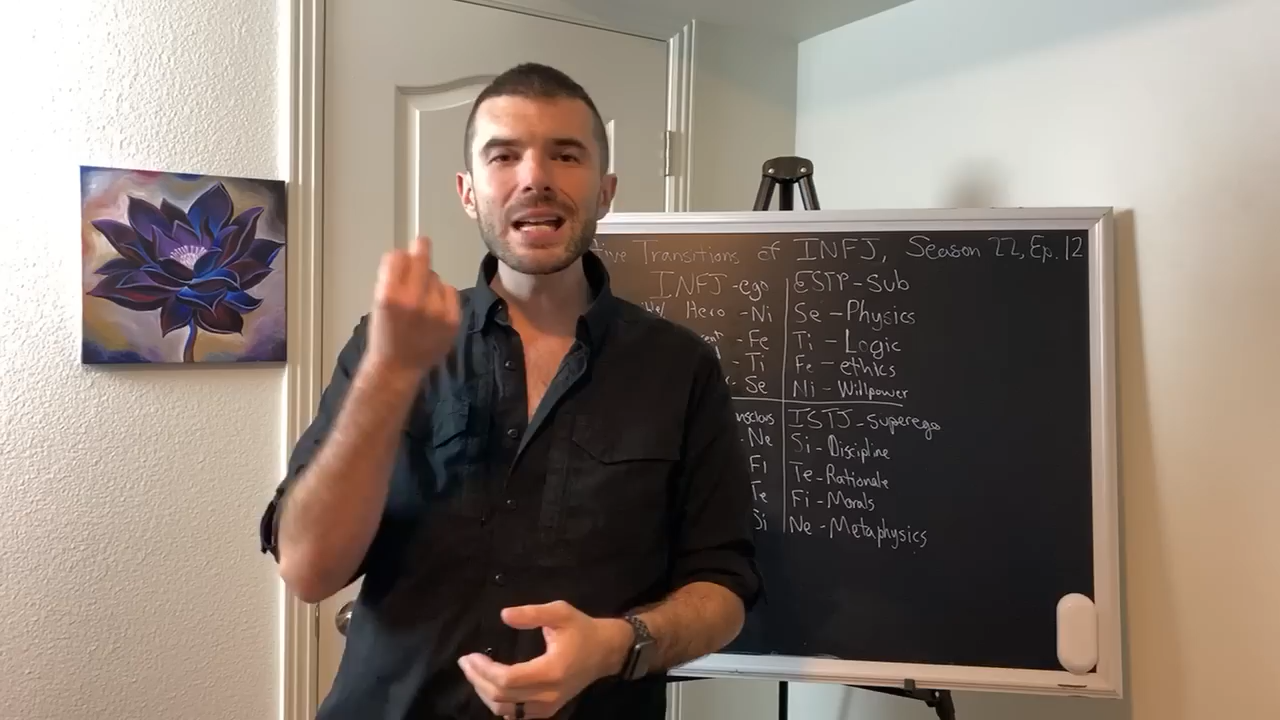 tive Transitions of INFJ, Season 22, Ep. 12
INFJ-ego ESTP-Sub
Hero -Ni Se -Physics
-Fe Ti -Logic
-Ti Fe -ethics
-Se Ni -Willpower
nscious ISTJ-superego
-Ne Si -Discipline
Fi Te -Rationale
Te Fi -Morals
Si Ne -Metaphysics